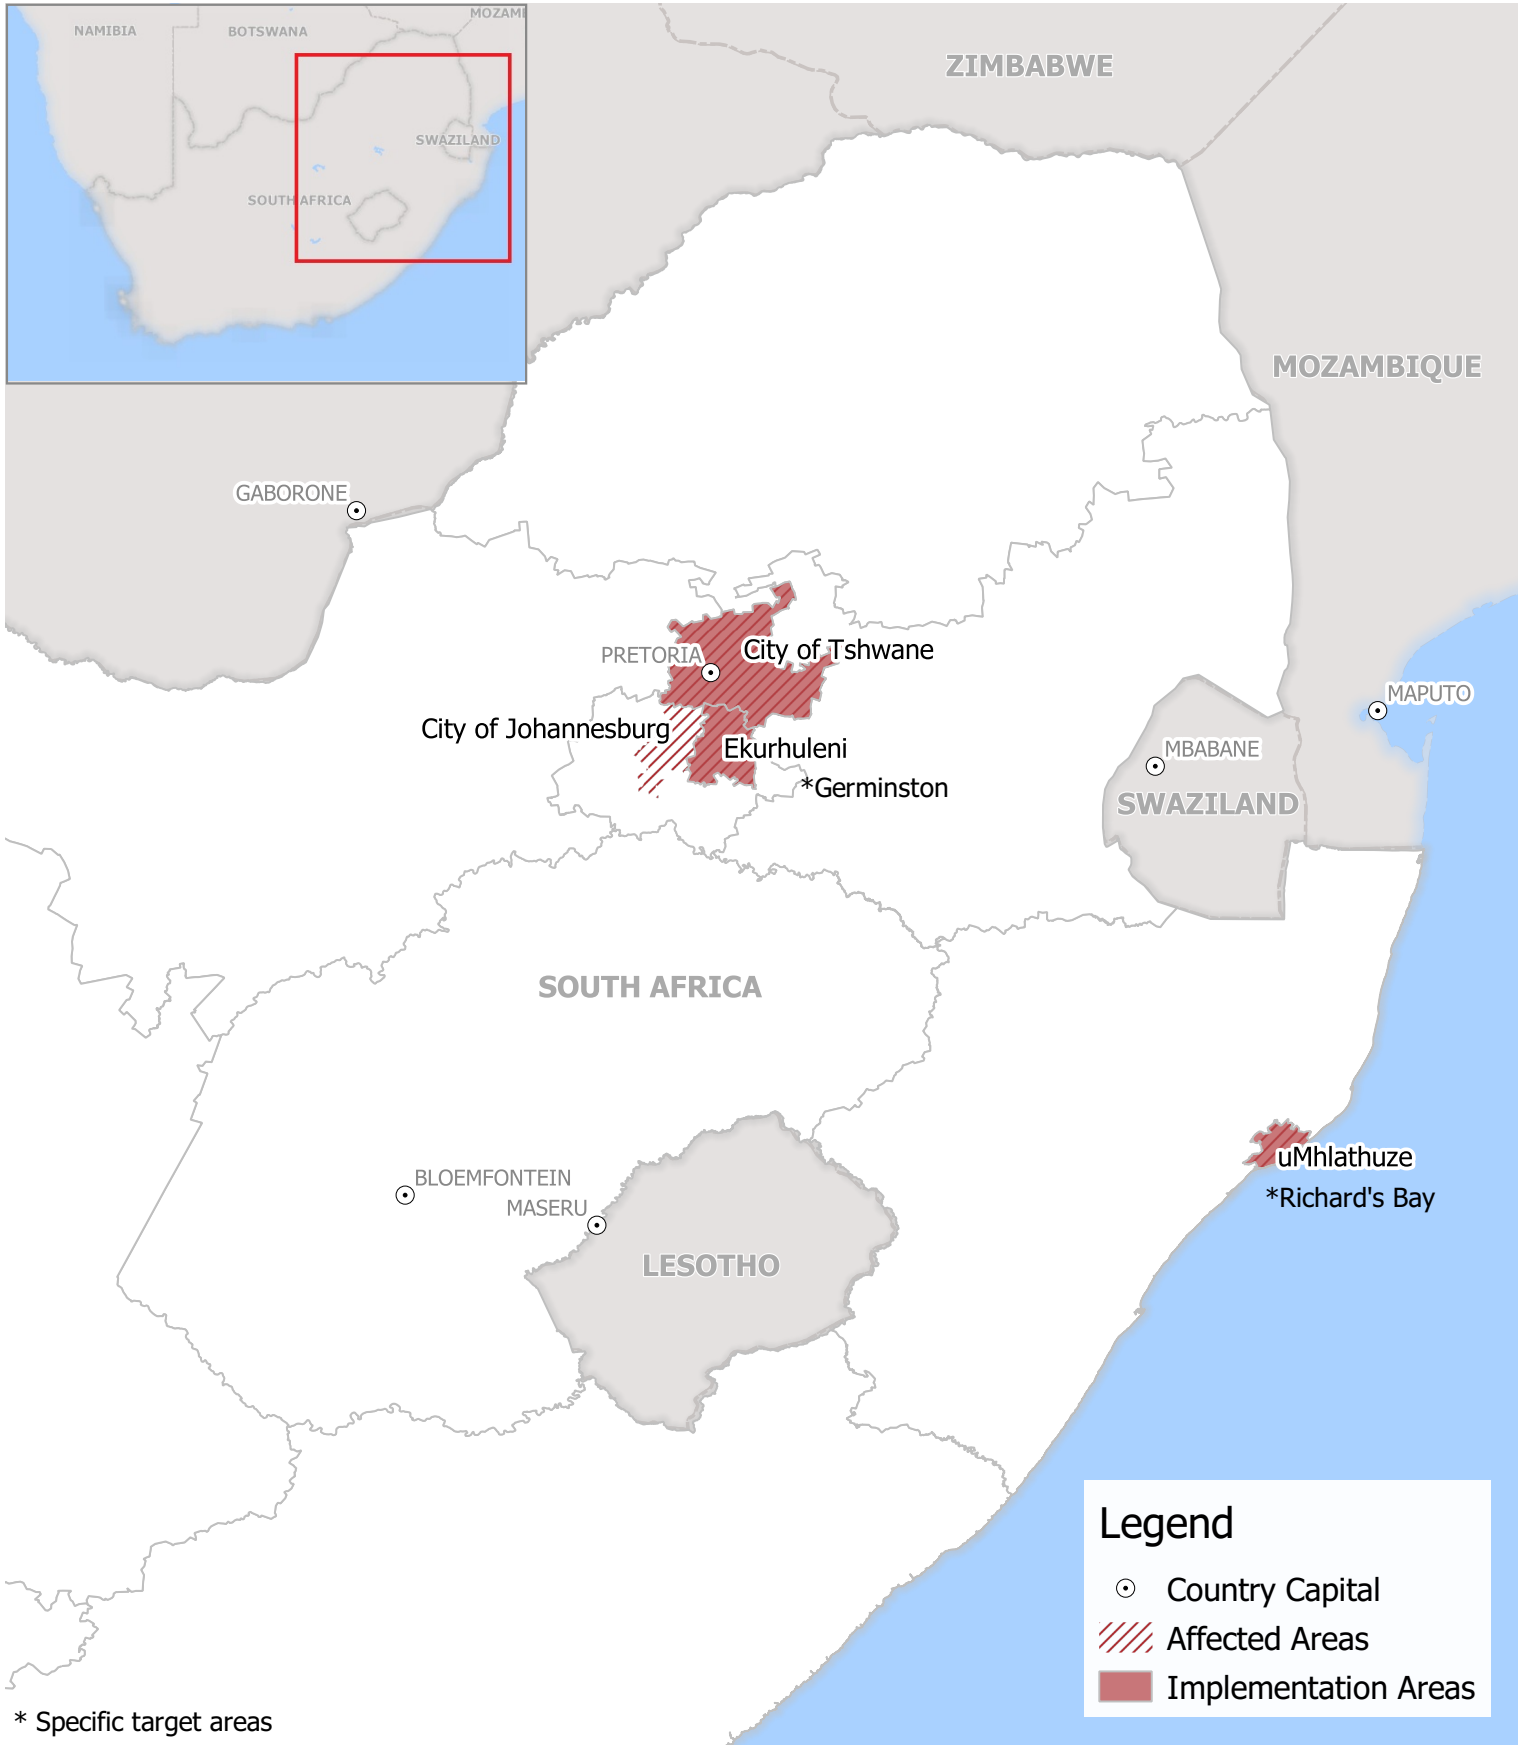 NAMIBIA
BOTSWANA
MOZAMB
SWAZILAND
SOUTH AFRICA
ZIMBABWE
MOZAMBIQUE
GABORONE
PRETORIA
City of Tshwane
MAPUTO
City of Johannesburg
Ekurhuleni
MBABANE
*Germinston
SWAZILAND
SOUTH AFRICA
uMhlathuze
BLOEMFONTEIN
*Richard's Bay
MASERU
LESOTHO
Legend
Country Capital
Affected Areas
Implementation Areas
* Specific target areas